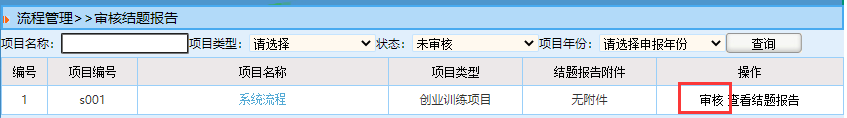 流程管理>>审核结题报告
项目名称： 项目类型： 请选择 状态： 未审核 项目年份： 请选择申报年份 查询
编号 项目编号 项目名称 项目类型 结题报告附件 操作
1 s001 系统流程 创业训练项目 无附件 审核 查看结题报告